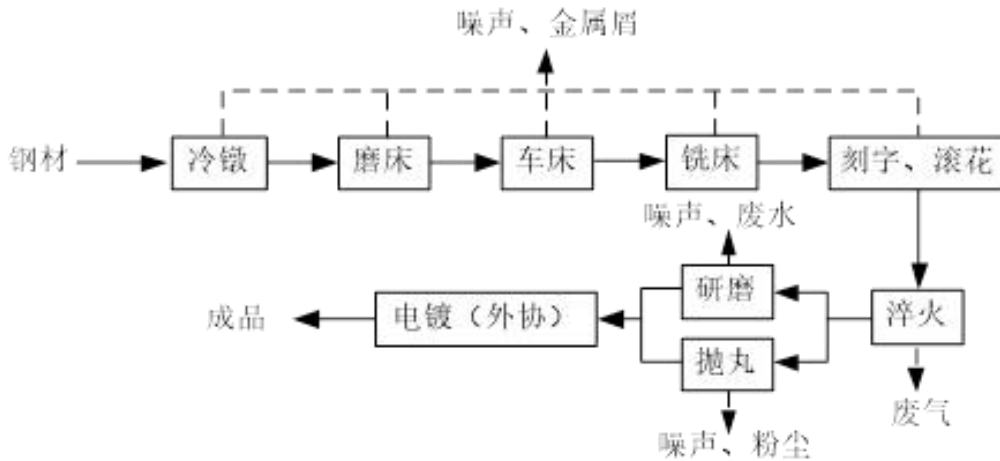 噪声、金属屑
钢材
冷镦
磨床
车床
铣床
刻字、滚花
噪声、废水
研磨
淬火
成品
电镀（外协）
抛丸
废气
噪声、粉尘